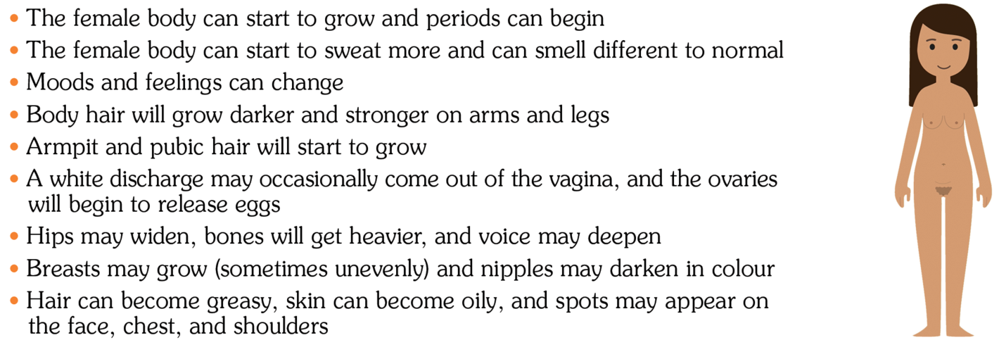 • The female body can start to grow and periods can begin
• The female body can start to sweat more and can smell different to normal
• Moods and feelings can change
• Body hair will grow darker and stronger on arms and legs
• Armpit and pubic hair will start to grow
• A white discharge may occasionally come out of the vagina, and the ovaries
will begin to release eggs
• Hips may widen, bones will get heavier, and voice may deepen
• Breasts may grow (sometimes unevenly) and nipples may darken in colour
• Hair can become greasy, skin can become oily, and spots may appear on
the face, chest, and shoulders